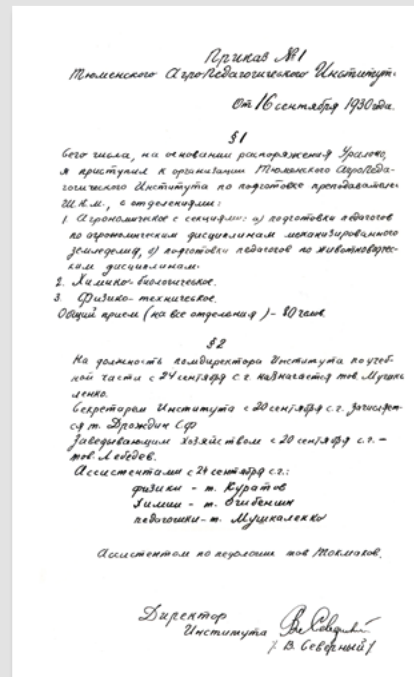 Приказ №1
Тюменского АгроПедагогического Института
от 16 сентября 1930 года.
§1
Сего числа, на основании распоряжения Уралоно,
я приступил к организации Тюменского АгроПеда-
гогического Института по подготовке преподавателей
Ш.К.М., с отделениями:
1. Агрономическое с секциями: а) подготовки педагогов
по агрономическим дисциплинам механизированного
земледелия, б) подготовки педагогов по животноводчес-
ким дисциплинам.
2. Химико-биологическое.
3. Физико-техническое.
Общий прием (на все отделения) - 80 челов.
§2
На должность помдиректора Института по учеб-
ной части с 24 сентября с.г. назначается тов. Мушка-
ленко.
Секретарем Института с 20 сентября с.г. зачисляет-
ся т. Дрождин СФ
Заведывающим хозяйством с 20 сентября с.г. -
тов. Лебедев.
Ассистентами с 24 сентября с.г.:
физики - т. Куратов
химии - т. Огибенин
педагогики - т. Мушкаленко
Ассистентом по педологии тов Токмаков.
Директор
Института
/ В. Северный /